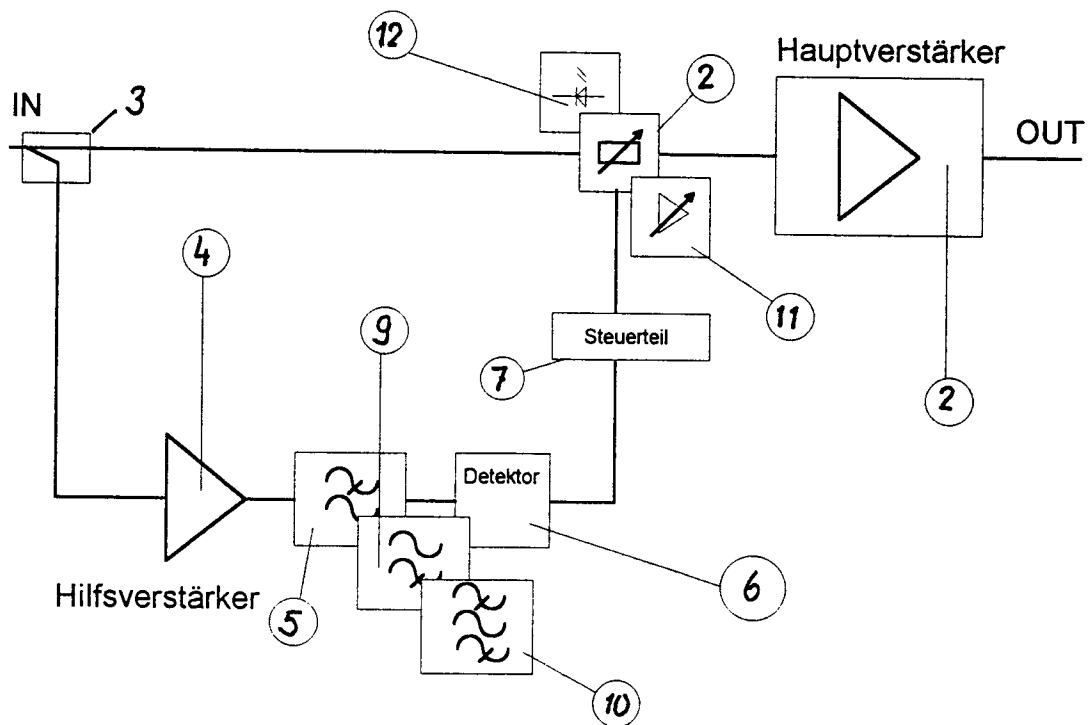 12
2
Hauptverstärker
IN
3
OUT
4
11
9
Steuerteil
7
2
Detektor
6
Hilfsverstärker
5
10